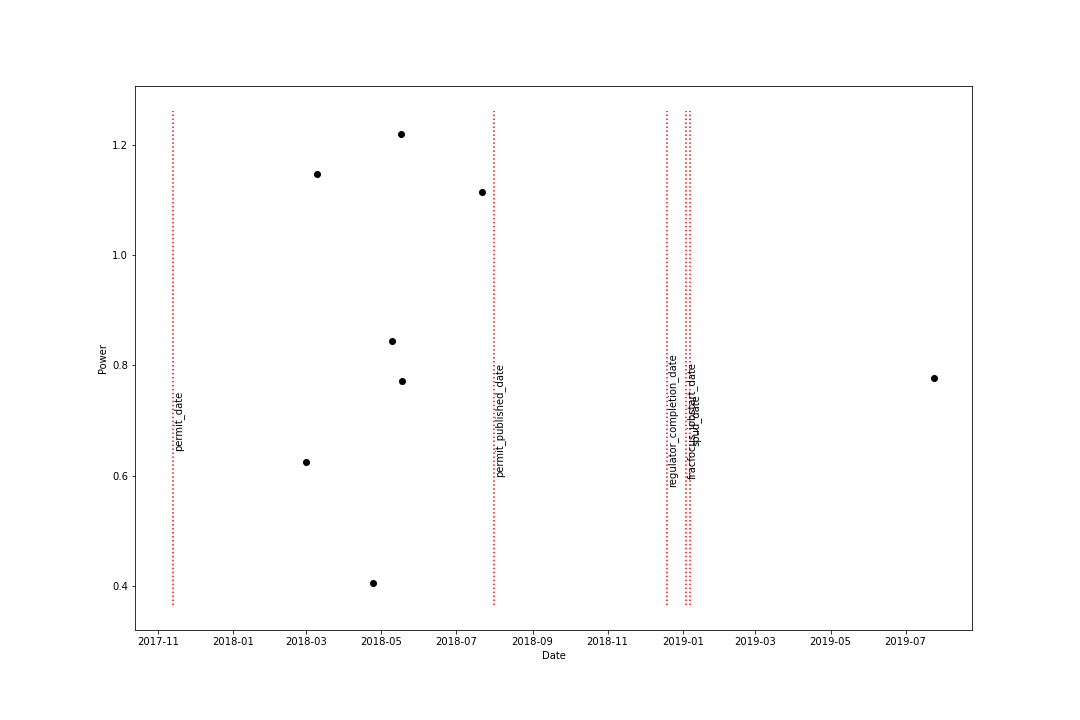 1.2
1.0
0.8
0.6
0.4
Power
permit_date
permit_published_date
regulator_completion_date
fracfocus_jobstart_date
spud_date
2017-11 2018-01 2018-03 2018-05 2018-07 2018-09 2018-11 2019-01 2019-03 2019-05 2019-07
Date